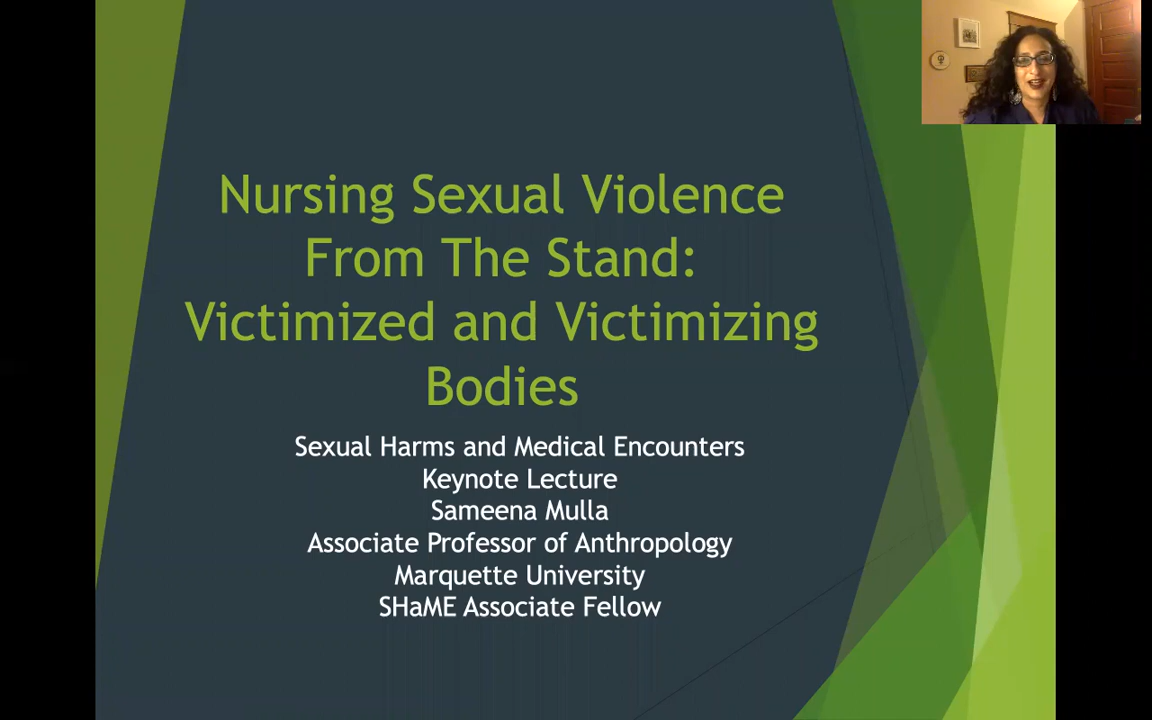 Nursing Sexual Violence
From The Stand:
Victimized and Victimizing
Bodies
Sexual Harms and Medical Encounters
Keynote Lecture
Sameena Mulla
Associate Professor of Anthropology
Marquette University
SHaME Associate Fellow